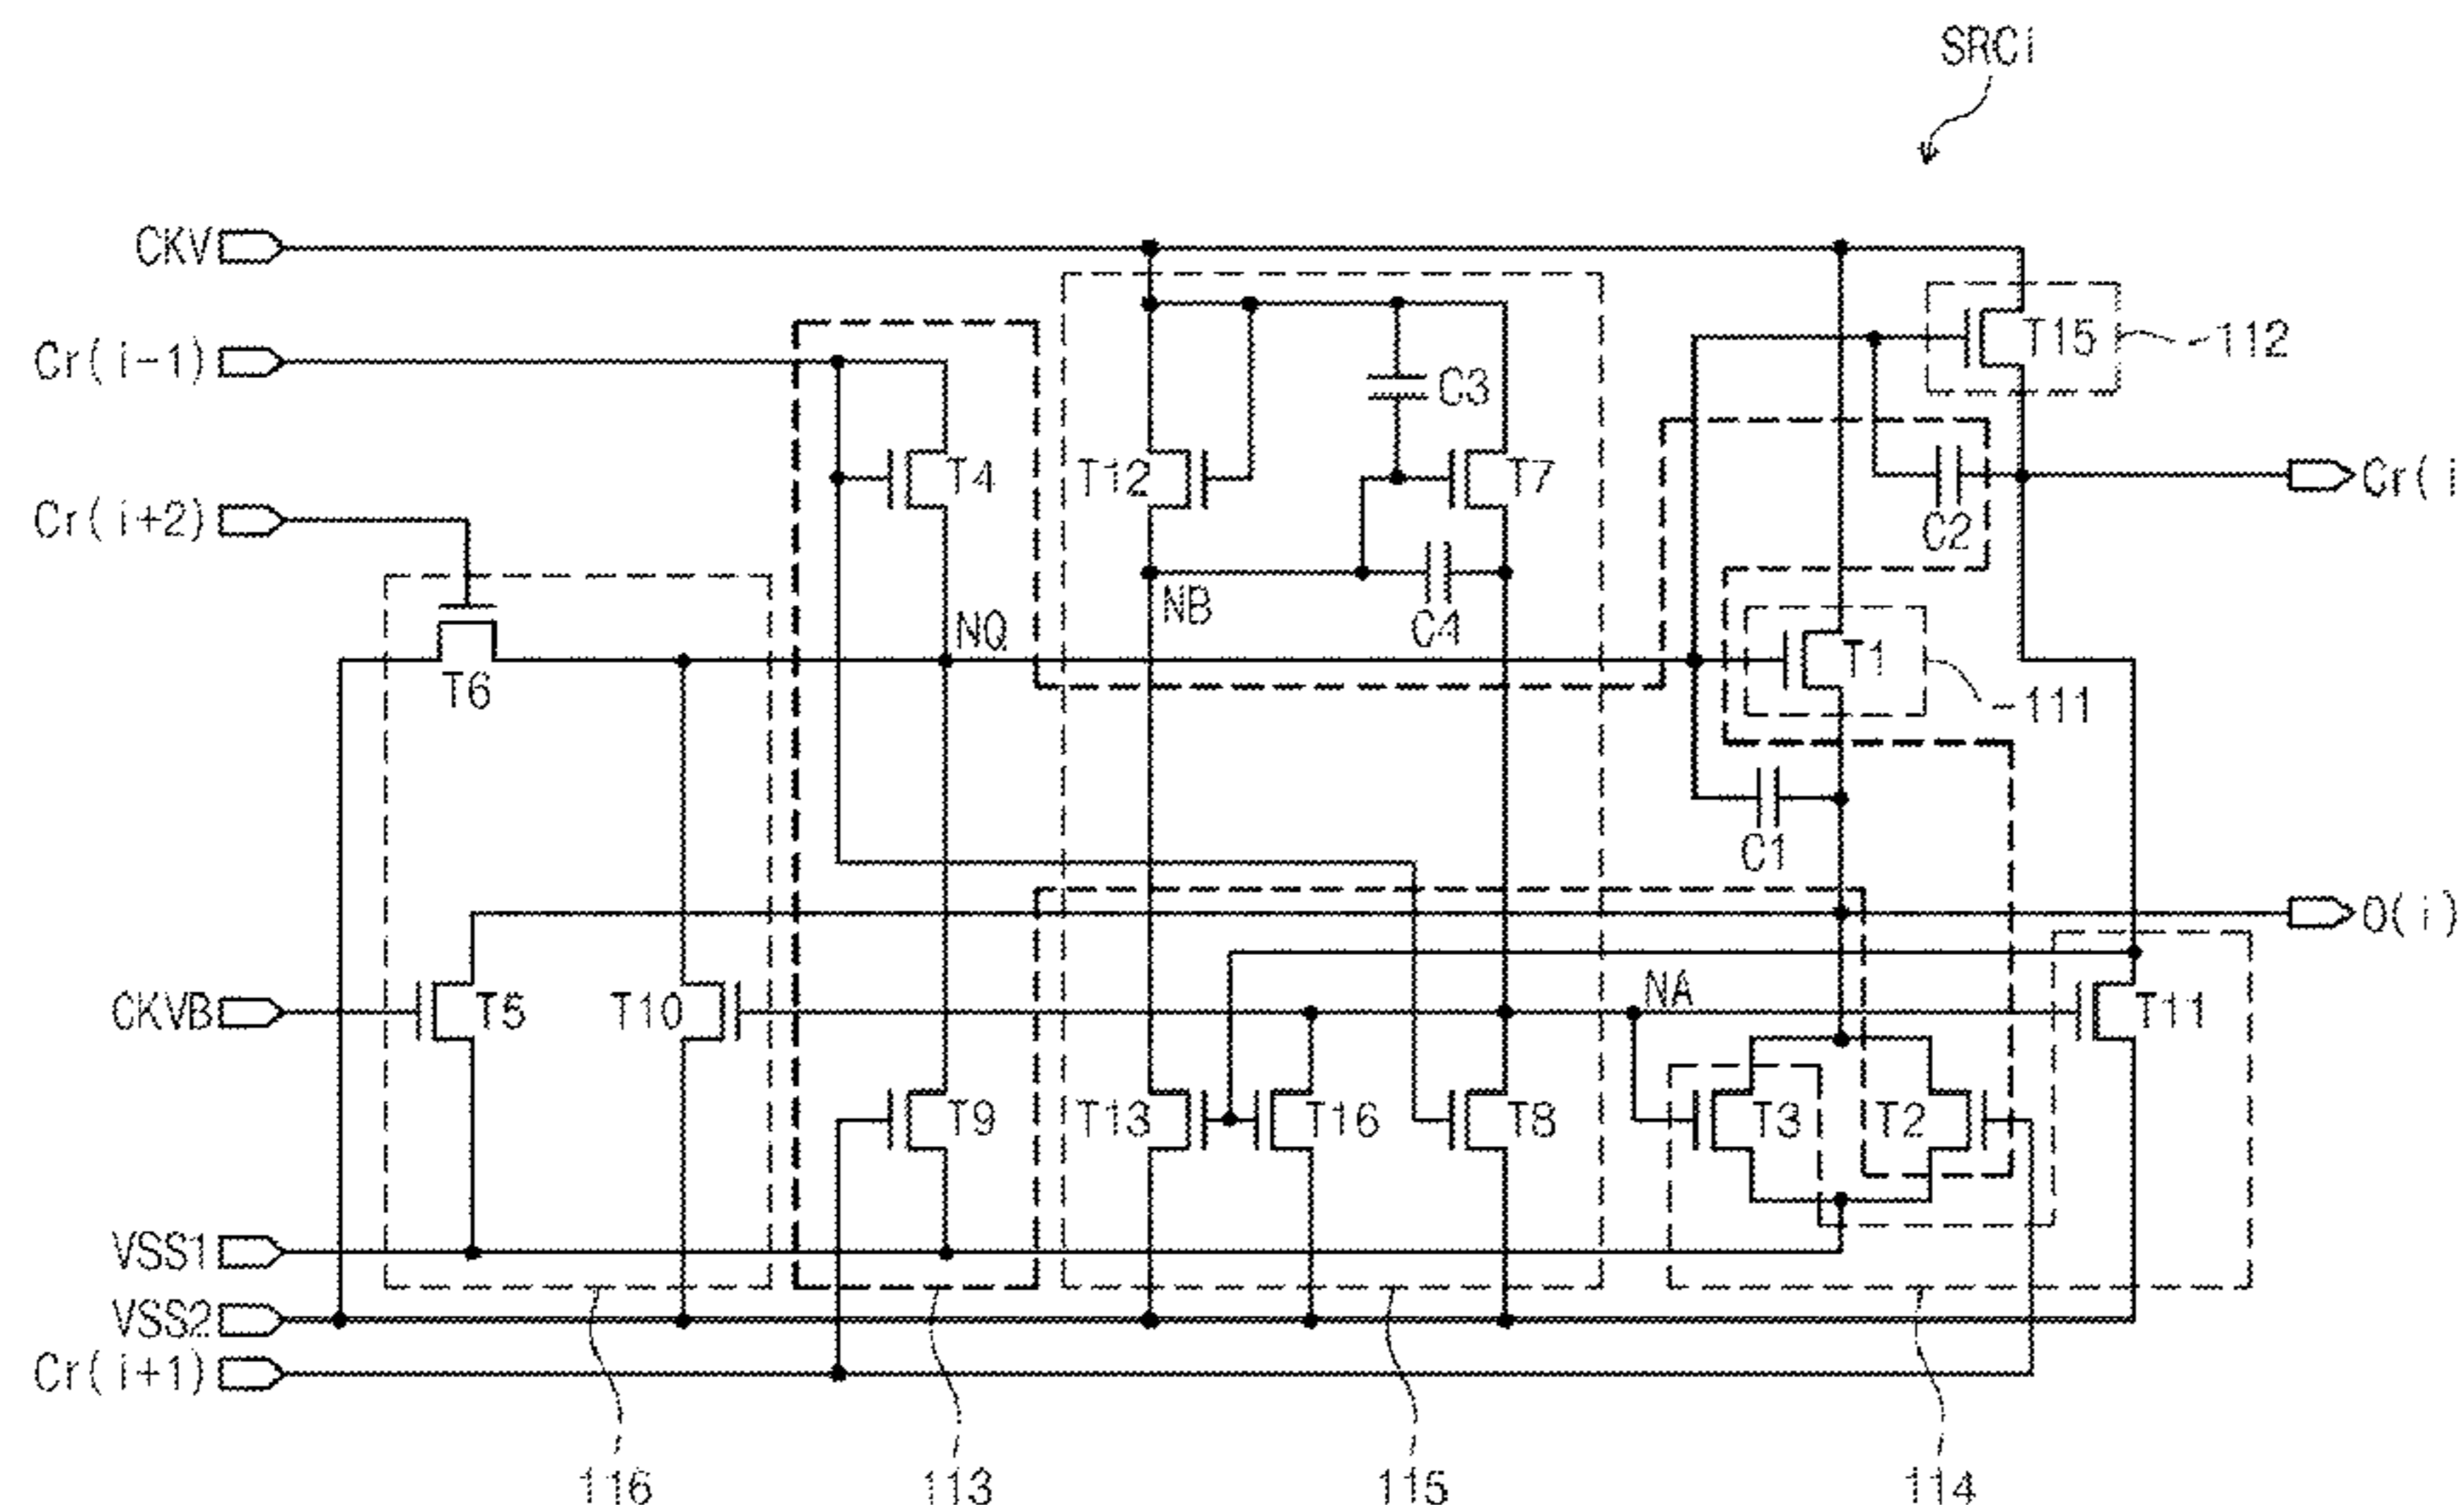 SRCi
CKV
T15
112
Cr(i-1)
C3
T4
T12
T7
Cr(i
Cr(i+2)
C2
NQ
NB
C4
T1
T6
111
C1
O(i)
NA
CKVB
T5
T10
T11
T9
T13
T16
T8
T3
T2
VSS1
VSS2
Cr(i+1)
116
113
115
114